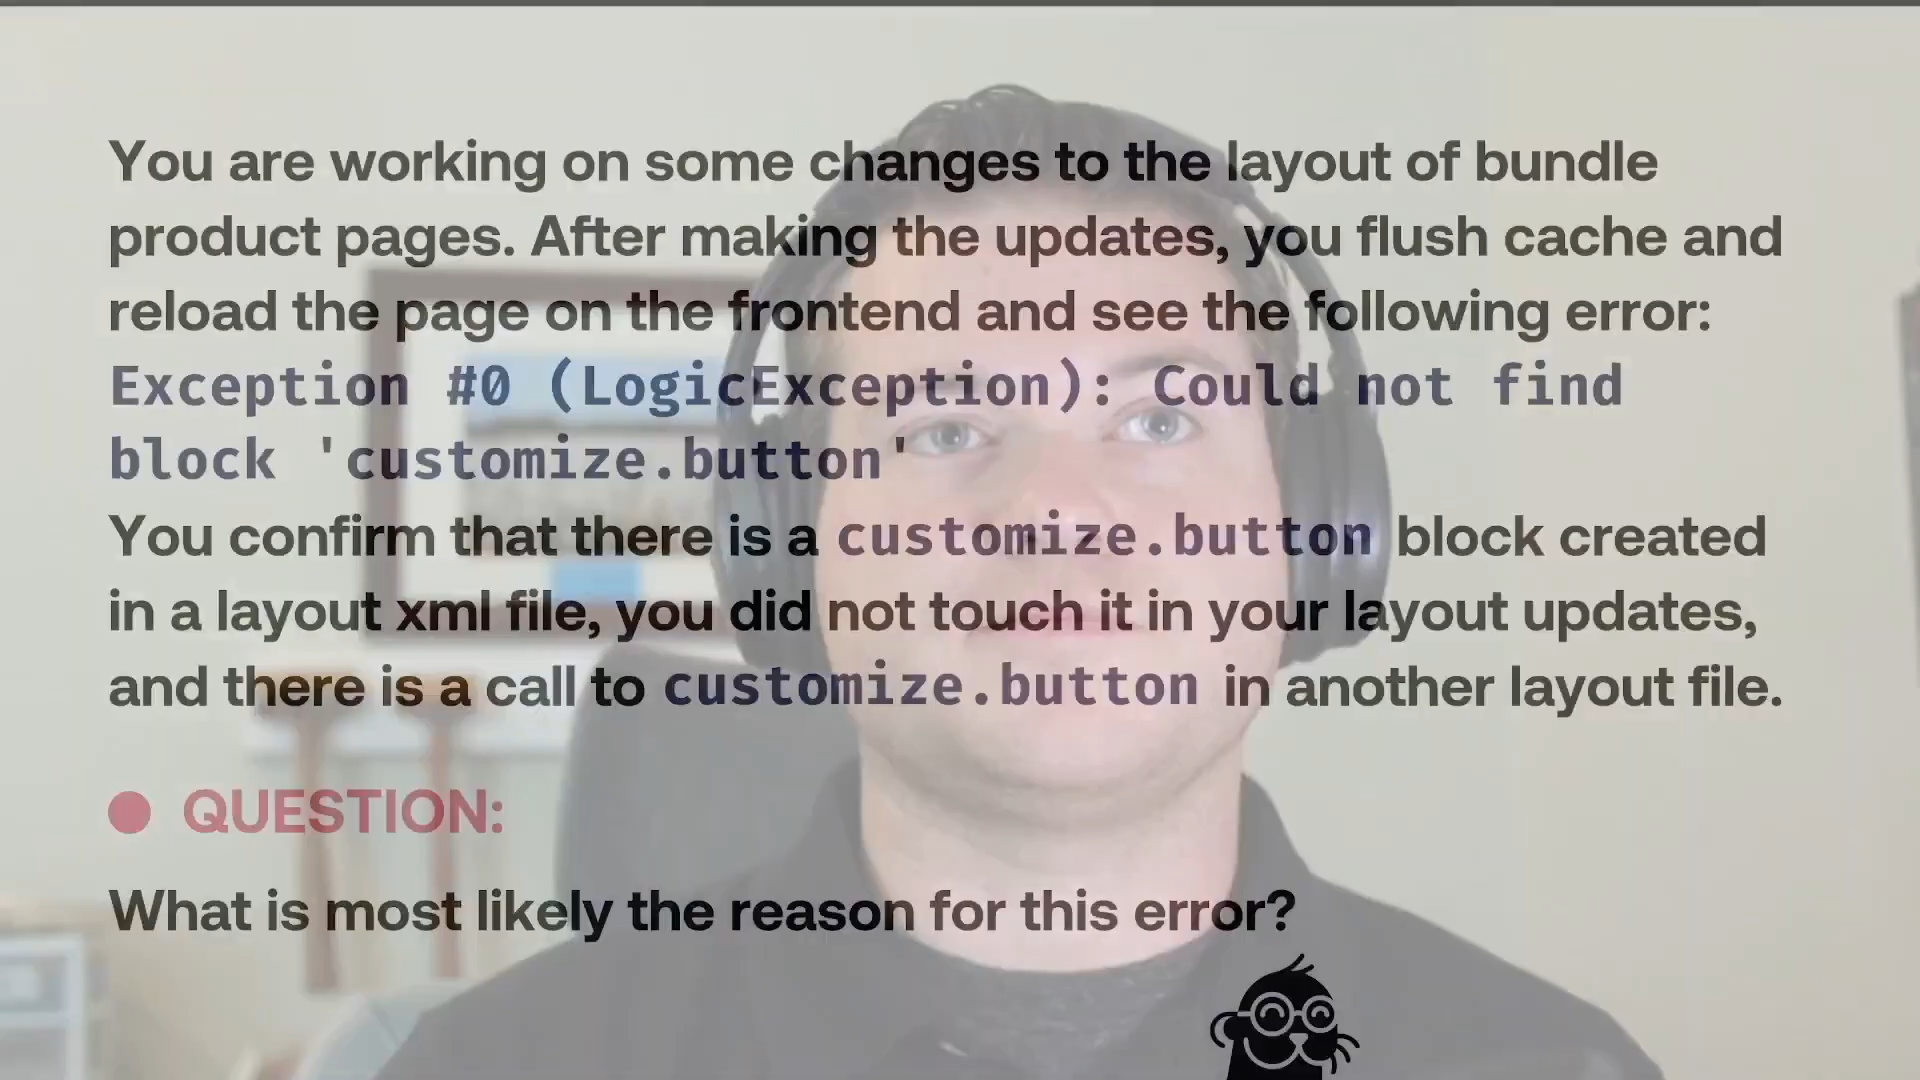 You are working on some changes to the layout of bundle
product pages. After making the updates, you flush cache and
reload the page on the frontend and see the following error:
Exception #0 (LogicException): Could not find
block 'customize.button'
You confirm that there is a customize.button block created
in a layout xml file, you did not touch it in your layout updates,
and there is a call to customize.button in another layout file.
● QUESTION:
What is most likely the reason for this error?